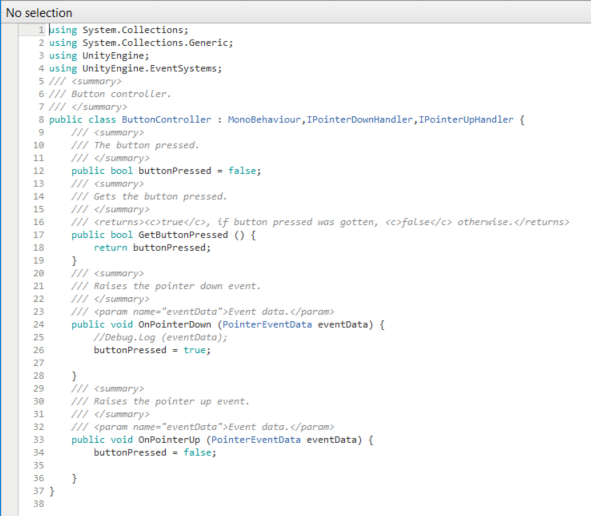 No selection
1 using System.Collections;
2 using System.Collections.Generic;
3 using UnityEngine;
4 using UnityEngine.EventSystems;
5 /// <summary>
6 /// Button controller.
7 /// </summary>
8 public class ButtonController : MonoBehaviour,IPointerDownHandler,IPointerUpHandler {
9     /// <summary>
10     /// The button pressed.
11     /// </summary>
12     public bool buttonPressed = false;
13     /// <summary>
14     /// Gets the button pressed.
15     /// </summary>
16     /// <returns><c>true</c>, if button pressed was gotten, <c>false</c> otherwise.</returns>
17     public bool GetButtonPressed () {
18         return buttonPressed;
19     }
20     /// <summary>
21     /// Raises the pointer down event.
22     /// </summary>
23     /// <param name="eventData">Event data.</param>
24     public void OnPointerDown (PointerEventData eventData) {
25         //Debug.Log (eventData);
26         buttonPressed = true;
27
28     }
29     /// <summary>
30     /// Raises the pointer up event.
31     /// </summary>
32     /// <param name="eventData">Event data.</param>
33     public void OnPointerUp (PointerEventData eventData) {
34         buttonPressed = false;
35
36     }
37 }
38